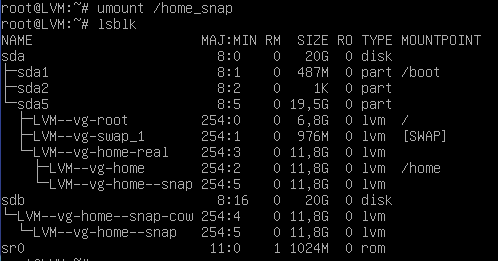 root@LVM:~# umount /home_snap
root@LVM:~# lsblk
NAME                      MAJ:MIN RM  SIZE RO TYPE MOUNTPOINT
sda                         8:0    0   20G  0 disk
├─sda1                      8:1    0  487M  0 part /boot
├─sda2                      8:2    0    1K  0 part
└─sda5                      8:5    0 19,5G  0 part
  ├─LVM--vg-root          254:0    0  6,8G  0 lvm  /
  ├─LVM--vg-swap_1        254:1    0  976M  0 lvm  [SWAP]
  └─LVM--vg-home-real     254:3    0 11,8G  0 lvm
    ├─LVM--vg-home        254:2    0 11,8G  0 lvm  /home
    └─LVM--vg-home--snap  254:5    0 11,8G  0 lvm
sdb                         8:16   0   20G  0 disk
└─LVM--vg-home--snap-cow  254:4    0 11,8G  0 lvm
  └─LVM--vg-home--snap    254:5    0 11,8G  0 lvm
sr0                        11:0    1 1024M  0 rom
root@LVM:~#